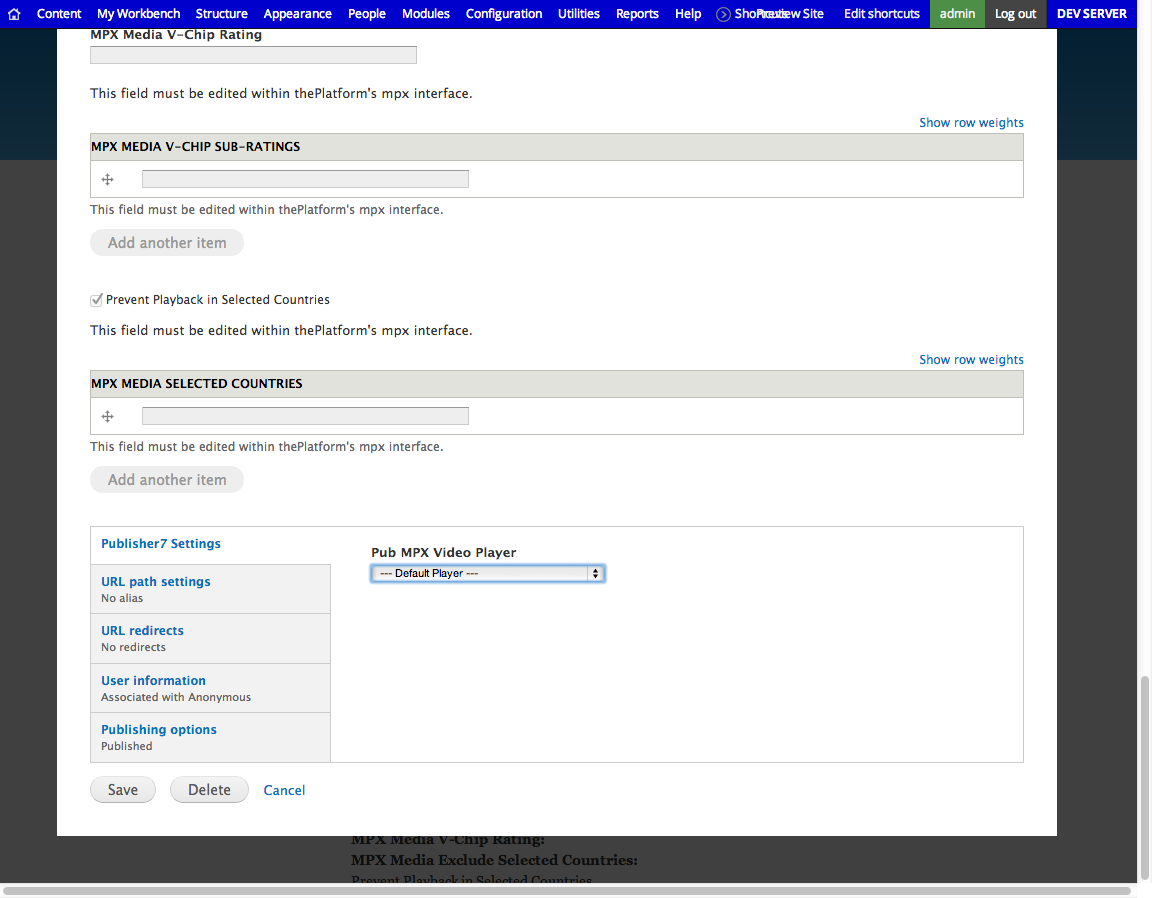 Content My Workbench Structure Appearance People Modules Configuration Utilities Reports Help Shortcuts Preview Site Edit shortcuts admin Log out DEV SERVER
MPX Media V-Chip Rating
This field must be edited within thePlatform's mpx interface.
Show row weights
MPX MEDIA V-CHIP SUB-RATINGS
This field must be edited within thePlatform's mpx interface.
Add another item
Prevent Playback in Selected Countries
This field must be edited within thePlatform's mpx interface.
Show row weights
MPX MEDIA SELECTED COUNTRIES
This field must be edited within thePlatform's mpx interface.
Add another item
Publisher7 Settings
URL path settings
No alias
URL redirects
No redirects
User information
Associated with Anonymous
Publishing options
Published
Pub MPX Video Player
--- Default Player ---
Save Delete Cancel
MPX Media V-Chip Rating:
MPX Media Exclude Selected Countries:
Prevent Playback in Selected Countries